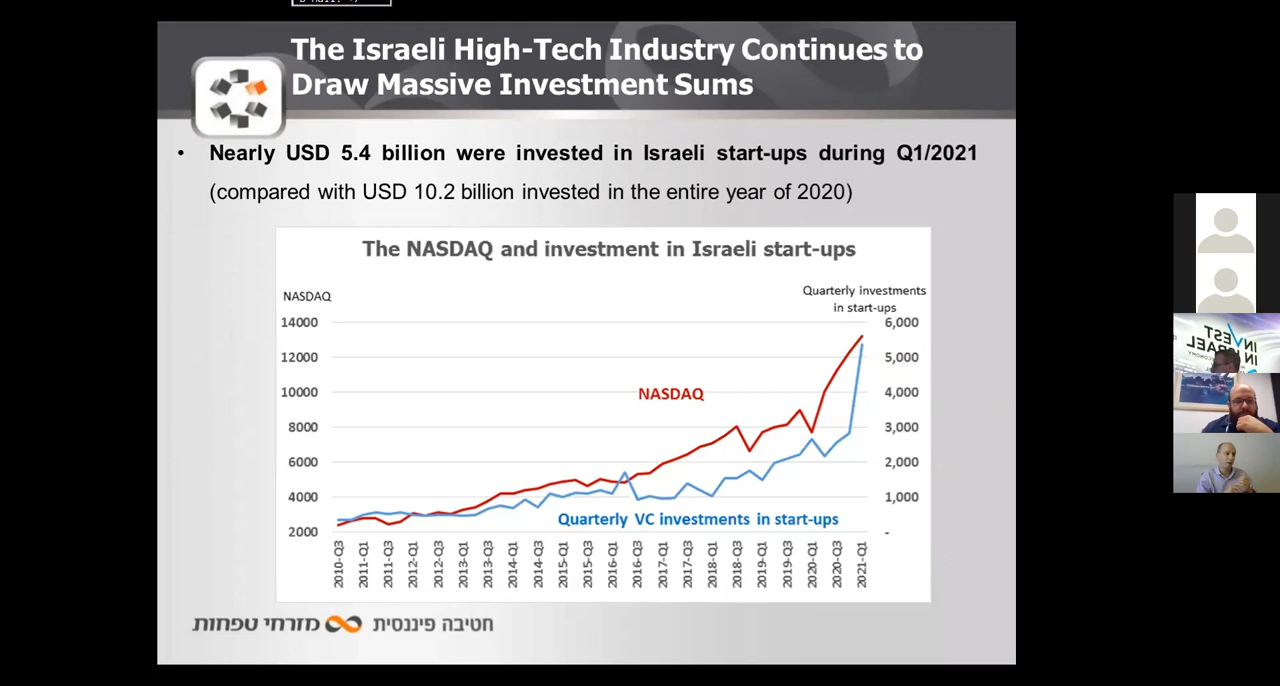 The Israeli High-Tech Industry Continues to
Draw Massive Investment Sums
• Nearly USD 5.4 billion were invested in Israeli start-ups during Q1/2021
(compared with USD 10.2 billion invested in the entire year of 2020)
The NASDAQ and investment in Israeli start-ups
NASDAQ
Quarterly investments
in start-ups
14000
12000
10000
8000
6000
4000
2000
6,000
5,000
4,000
3,000
2,000
1,000
-
NASDAQ
Quarterly VC investments in start-ups
2010-Q3
2011-Q1
2011-Q3
2012-Q1
2012-Q3
2013-Q1
2013-Q3
2014-Q1
2014-Q3
2015-Q1
2015-Q3
2016-Q1
2016-Q3
2017-Q1
2017-Q3
2018-Q1
2018-Q3
2019-Q1
2019-Q3
2020-Q1
2020-Q3
2021-Q1
חטיבה פיננסית מזרחי טפחות
INVEST
IN ISRAEL